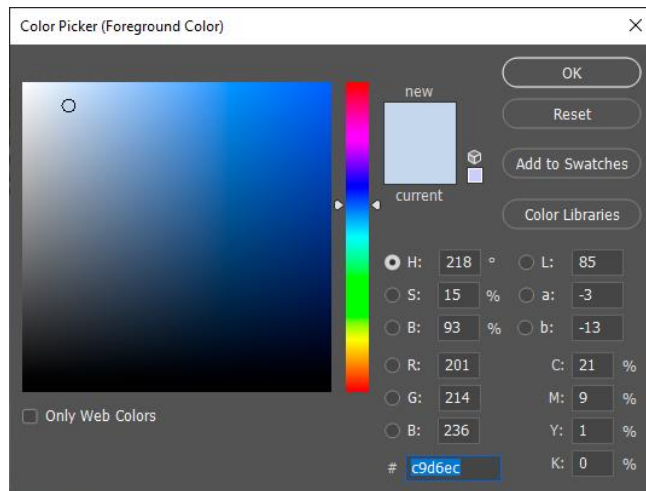 Color Picker (Foreground Color)
new
current
OK
Reset
Add to Swatches
Color Libraries
H: 218 °
S: 15 %
B: 93 %
R: 201
G: 214
B: 236
# c9d6ec
L: 85
a: -3
b: -13
C: 21 %
M: 9 %
Y: 1 %
K: 0 %
Only Web Colors